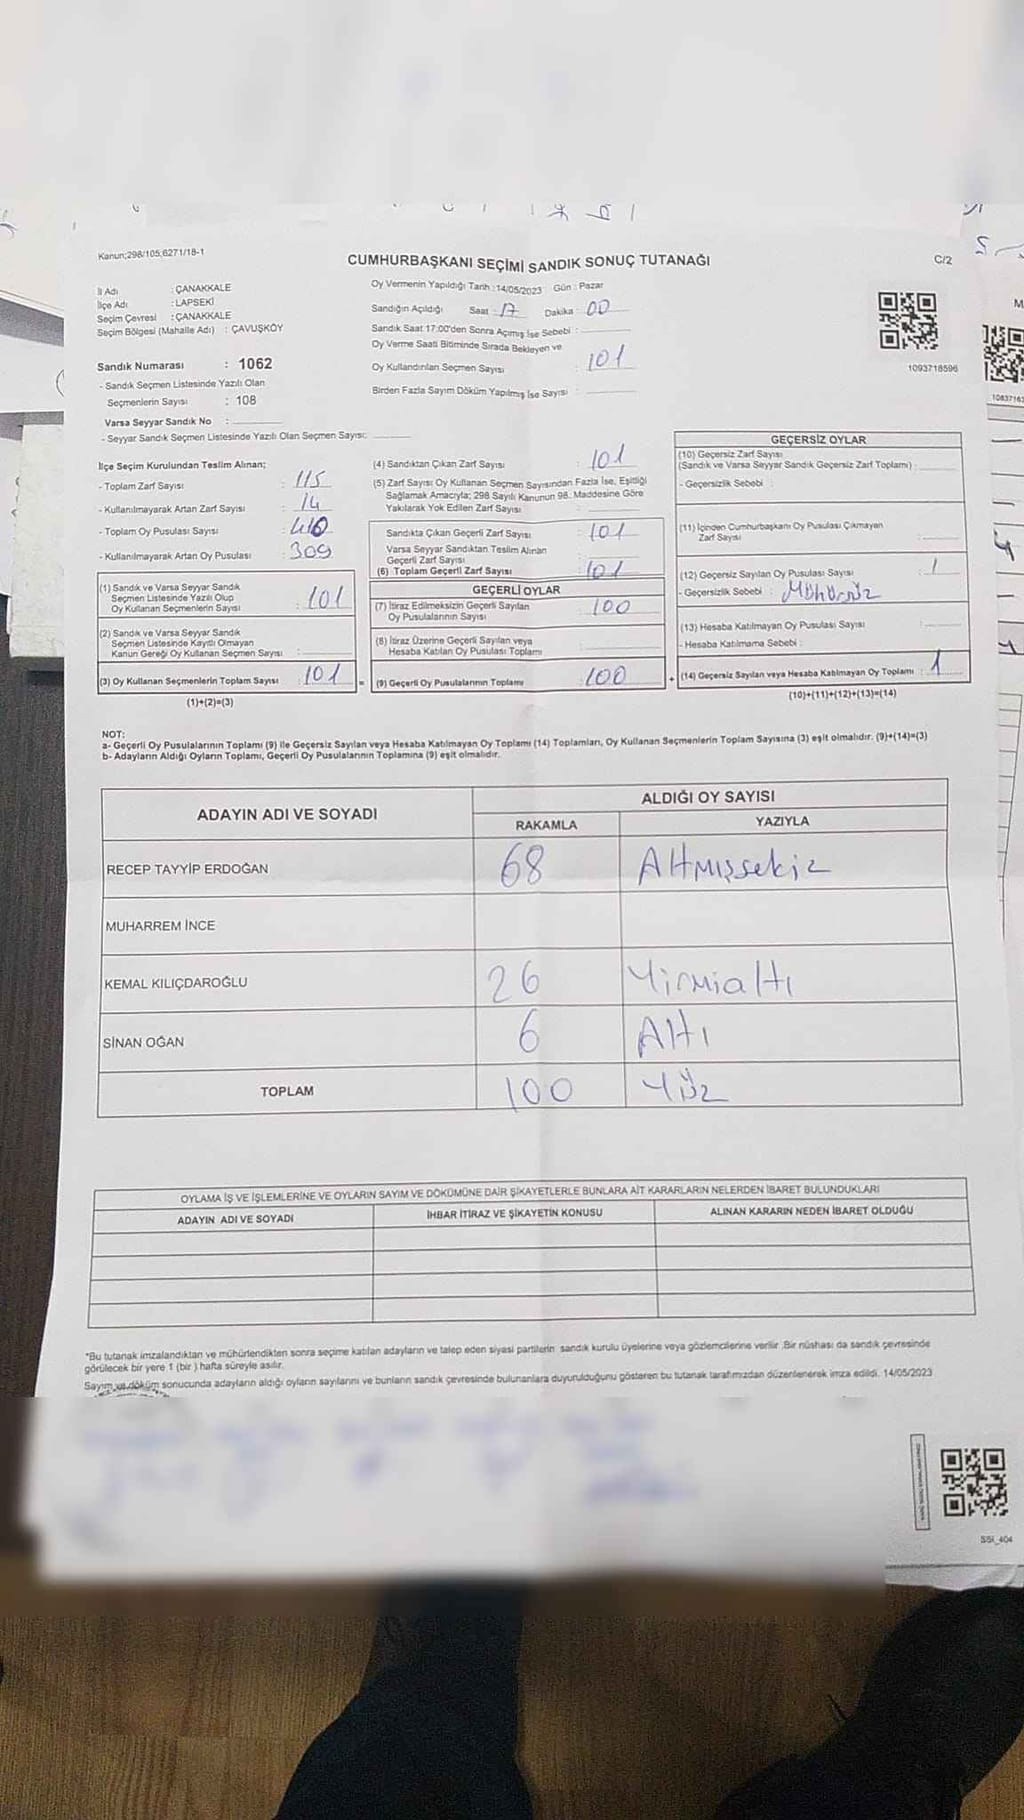 Kanun;298/105,6271/18-1
CUMHURBAŞKANI SEÇİMİ SANDIK SONUÇ TUTANAĞI
C/2
İl Adı : ÇANAKKALE
İlçe Adı : LAPSEKİ
Seçim Çevresi : ÇANAKKALE
Seçim Bölgesi (Mahalle Adı) : ÇAVUŞKÖY
Sandık Numarası : 1062
- Sandık Seçmen Listesinde Yazılı Olan
Seçmenlerin Sayısı : 108
Varsa Seyyar Sandık No :
- Seyyar Sandık Seçmen Listesinde Yazılı Olan Seçmen Sayısı:
Oy Vermenin Yapıldığı Tarih :14/05/2023 Gün : Pazar
Sandığın Açıldığı Saat : 17 Dakika : 00
Sandık Saat 17:00'den Sonra Açılmış İse Sebebi :
Oy Verme Saati Bitiminde Sırada Bekleyen ve
Oy Kullandırılan Seçmen Sayısı : 101
Birden Fazla Sayım Döküm Yapılmış İse Sayısı :
1093718596
İlçe Seçim Kurulundan Teslim Alınan;
- Toplam Zarf Sayısı : 115
- Kullanılmayarak Artan Zarf Sayısı : 14
- Toplam Oy Pusulası Sayısı : 410
- Kullanılmayarak Artan Oy Pusulası : 309
(1) Sandık ve Varsa Seyyar Sandık
Seçmen Listesinde Yazılı Olup
Oy Kullanan Seçmenlerin Sayısı : 101
(2) Sandık ve Varsa Seyyar Sandık
Seçmen Listesinde Kayıtlı Olmayan
Kanun Gereği Oy Kullanan Seçmen Sayısı :
(3) Oy Kullanan Seçmenlerin Toplam Sayısı : 101
(1)+(2)=(3)
=
(4) Sandıktan Çıkan Zarf Sayısı : 101
(5) Zarf Sayısı Oy Kullanan Seçmen Sayısından Fazla İse, Eşitliği
Sağlamak Amacıyla; 298 Sayılı Kanunun 98. Maddesine Göre
Yakılarak Yok Edilen Zarf Sayısı :
Sandıkta Çıkan Geçerli Zarf Sayısı : 101
Varsa Seyyar Sandıktan Teslim Alınan
Geçerli Zarf Sayısı :
(6) Toplam Geçerli Zarf Sayısı : 101
GEÇERLİ OYLAR
(7) İtiraz Edilmeksizin Geçerli Sayılan
Oy Pusulalarının Sayısı : 100
(8) İtiraz Üzerine Geçerli Sayılan veya
Hesaba Katılan Oy Pusulası Toplamı :
(9) Geçerli Oy Pusulalarının Toplamı : 100
+
GEÇERSİZ OYLAR
(10) Geçersiz Zarf Sayısı
(Sandık ve Varsa Seyyar Sandık Geçersiz Zarf Toplamı) :
- Geçersizlik Sebebi :
(11) İçinden Cumhurbaşkanı Oy Pusulası Çıkmayan
Zarf Sayısı :
(12) Geçersiz Sayılan Oy Pusulası Sayısı : 1
- Geçersizlik Sebebi : Mühürsüz
(13) Hesaba Katılmayan Oy Pusulası Sayısı :
- Hesaba Katılmama Sebebi :
(14) Geçersiz Sayılan veya Hesaba Katılmayan Oy Toplamı : 1
(10)+(11)+(12)+(13)=(14)
NOT:
a- Geçerli Oy Pusulalarının Toplamı (9) ile Geçersiz Sayılan veya Hesaba Katılmayan Oy Toplamı (14) Toplamları, Oy Kullanan Seçmenlerin Toplam Sayısına (3) eşit olmalıdır. (9)+(14)=(3)
b- Adayların Aldığı Oyların Toplamı, Geçerli Oy Pusulalarının Toplamına (9) eşit olmalıdır.
ADAYIN ADI VE SOYADI
ALDIĞI OY SAYISI
RAKAMLA YAZIYLA
RECEP TAYYİP ERDOĞAN 68 Altmışsekiz
MUHARREM İNCE
KEMAL KILIÇDAROĞLU 26 Yirmialtı
SİNAN OĞAN 6 Altı
TOPLAM 100 Yüz
OYLAMA İŞ VE İŞLEMLERİNE VE OYLARIN SAYIM VE DÖKÜMÜNE DAİR ŞİKAYETLERLE BUNLARA AİT KARARLARIN NELERDEN İBARET BULUNDUKLARI
ADAYIN ADI VE SOYADI İHBAR İTİRAZ VE ŞİKAYETİN KONUSU ALINAN KARARIN NEDEN İBARET OLDUĞU
*Bu tutanak imzalandıktan ve mühürlendikten sonra seçime katılan adayların ve talep eden siyasi partilerin sandık kurulu üyelerine veya gözlemcilerine verilir. Bir nüshası da sandık çevresinde
görülecek bir yere 1 (bir ) hafta süreyle asılır.
Sayım ve döküm sonucunda adayların aldığı oyların sayılarını ve bunların sandık çevresinde bulunanlara duyurulduğunu gösteren bu tutanak tarafımızdan düzenlenerek imza edildi. 14/05/2023
SSİ_404